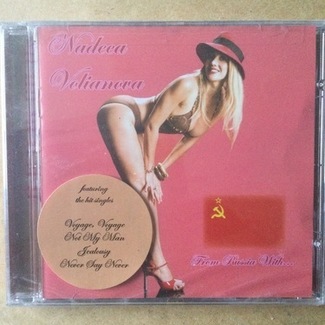 Nadeea
Volianova
featuring
the hit singles
Voyage, Voyage
Not My Man
Jealousy
Never Say Never
From Russia With...